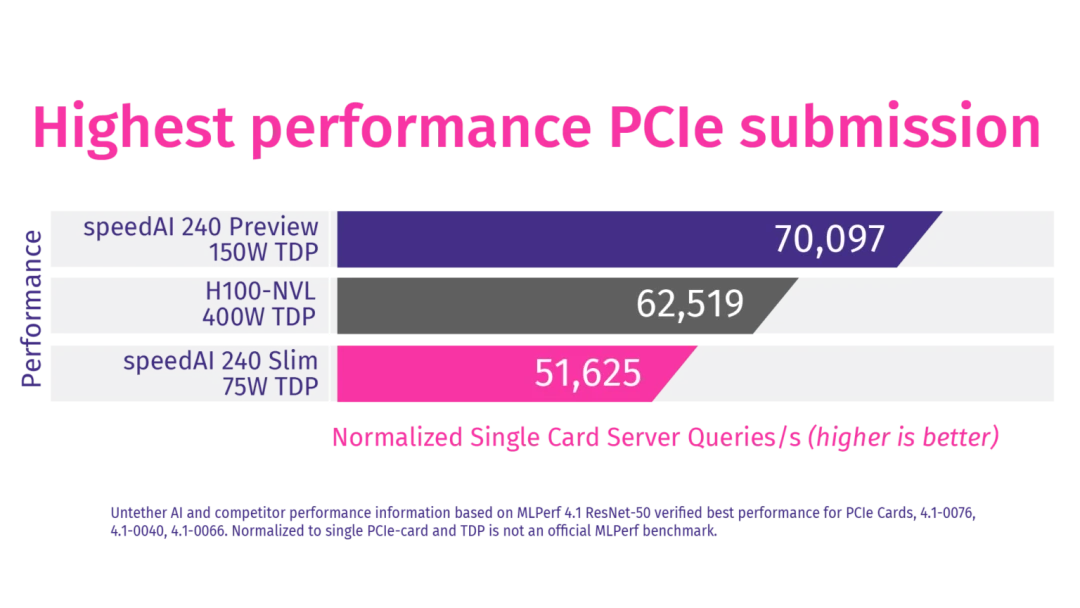 Highest performance PCIe submission
Performance
speedAI 240 Preview
150W TDP
70,097
H100-NVL
400W TDP
62,519
speedAI 240 Slim
75W TDP
51,625
Normalized Single Card Server Queries/s (higher is better)
Untether AI and competitor performance information based on MLPerf 4.1 ResNet-50 verified best performance for PCIe Cards, 4.1-0076,
4.1-0040, 4.1-0066. Normalized to single PCIe-card and TDP is not an official MLPerf benchmark.